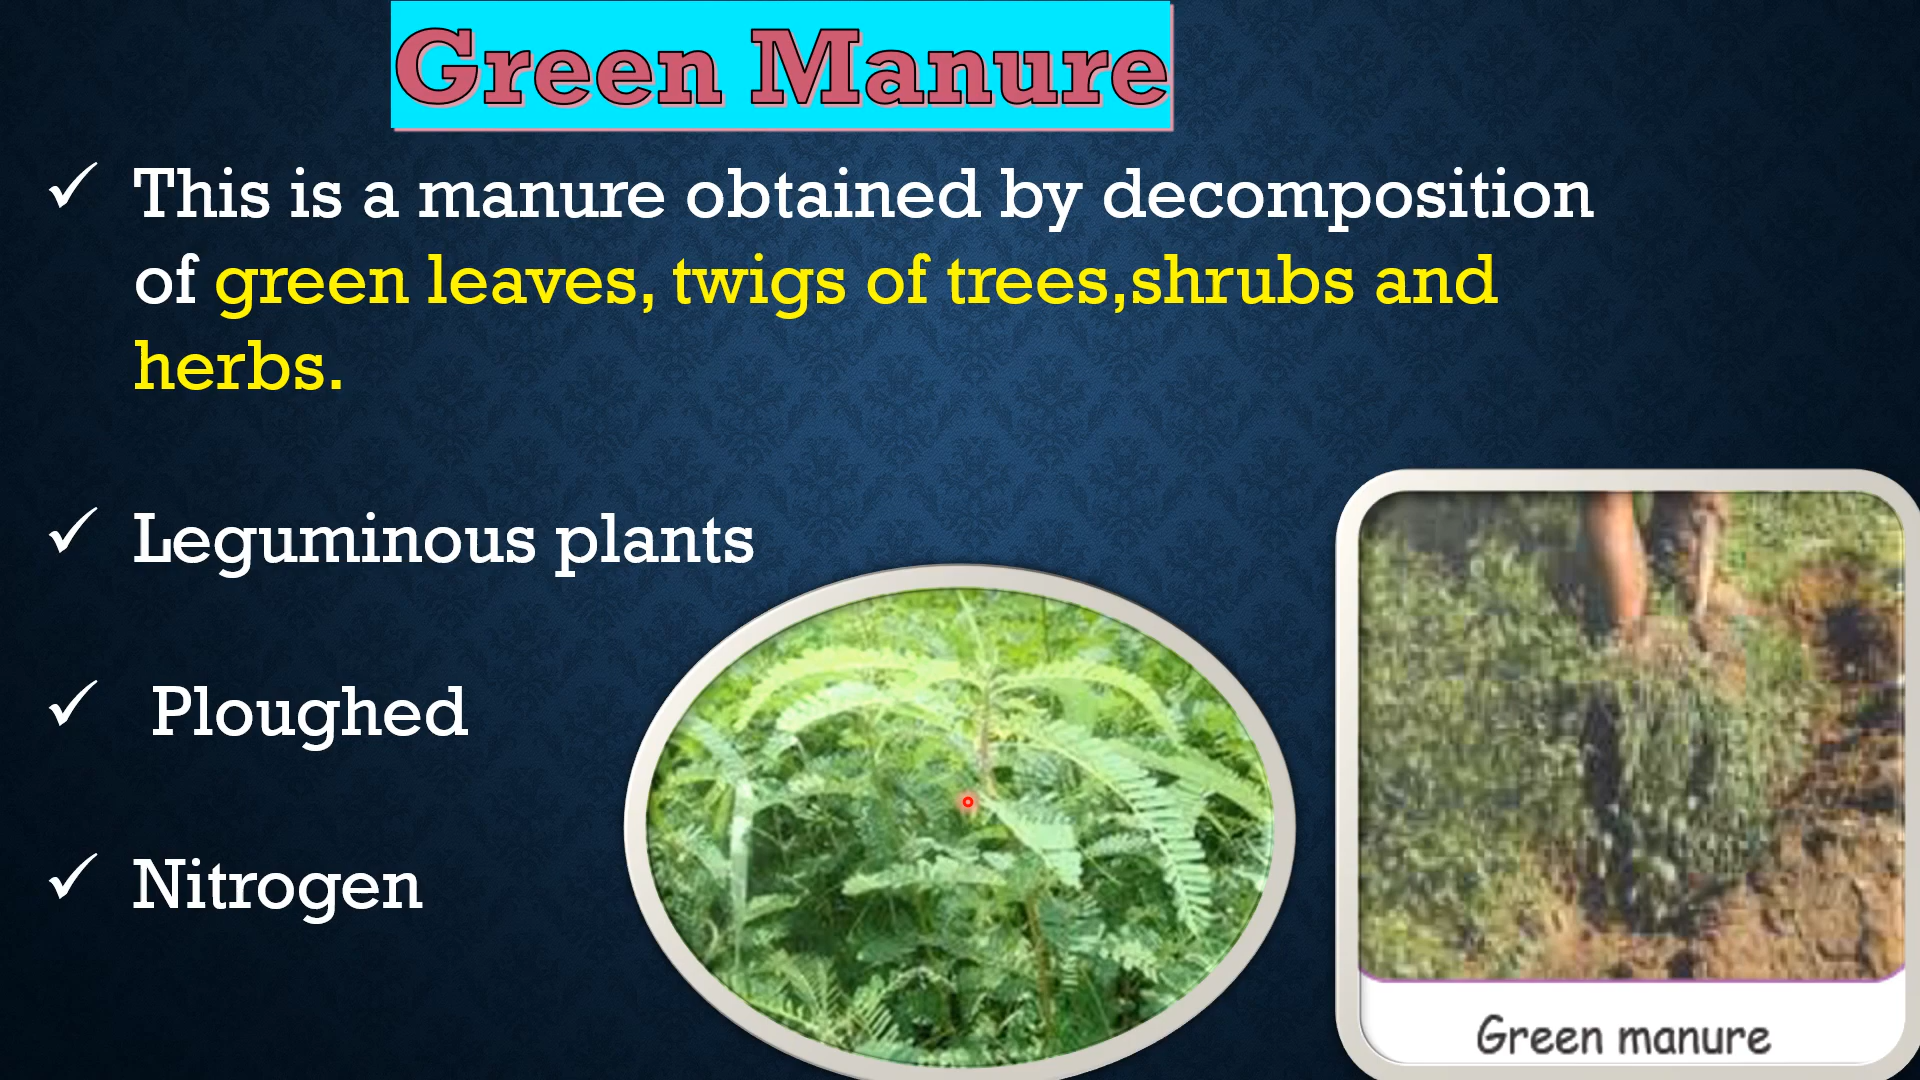 Green Manure
✓ This is a manure obtained by decomposition
of green leaves, twigs of trees,shrubs and
herbs.
✓ Leguminous plants
✓ Ploughed
✓ Nitrogen
Green manure